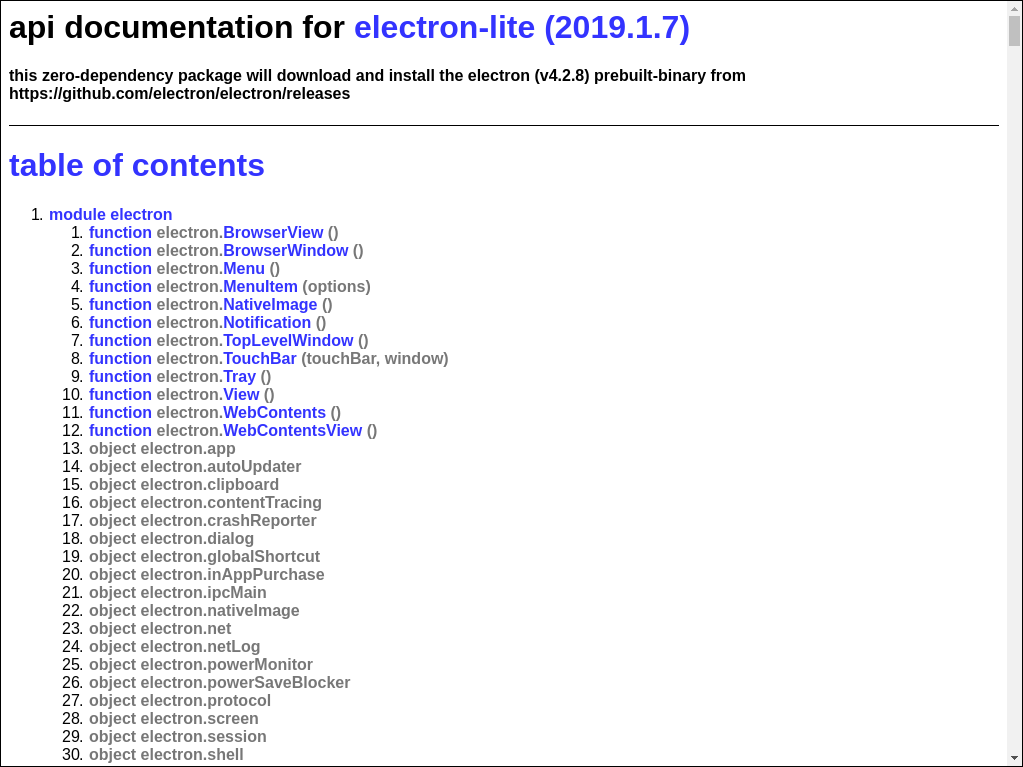 api documentation for electron-lite (2019.1.7)
this zero-dependency package will download and install the electron (v4.2.8) prebuilt-binary from
https://github.com/electron/electron/releases
table of contents
1. module electron
1. function electron.BrowserView ()
2. function electron.BrowserWindow ()
3. function electron.Menu ()
4. function electron.MenuItem (options)
5. function electron.NativeImage ()
6. function electron.Notification ()
7. function electron.TopLevelWindow ()
8. function electron.TouchBar (touchBar, window)
9. function electron.Tray ()
10. function electron.View ()
11. function electron.WebContents ()
12. function electron.WebContentsView ()
13. object electron.app
14. object electron.autoUpdater
15. object electron.clipboard
16. object electron.contentTracing
17. object electron.crashReporter
18. object electron.dialog
19. object electron.globalShortcut
20. object electron.inAppPurchase
21. object electron.ipcMain
22. object electron.nativeImage
23. object electron.net
24. object electron.netLog
25. object electron.powerMonitor
26. object electron.powerSaveBlocker
27. object electron.protocol
28. object electron.screen
29. object electron.session
30. object electron.shell